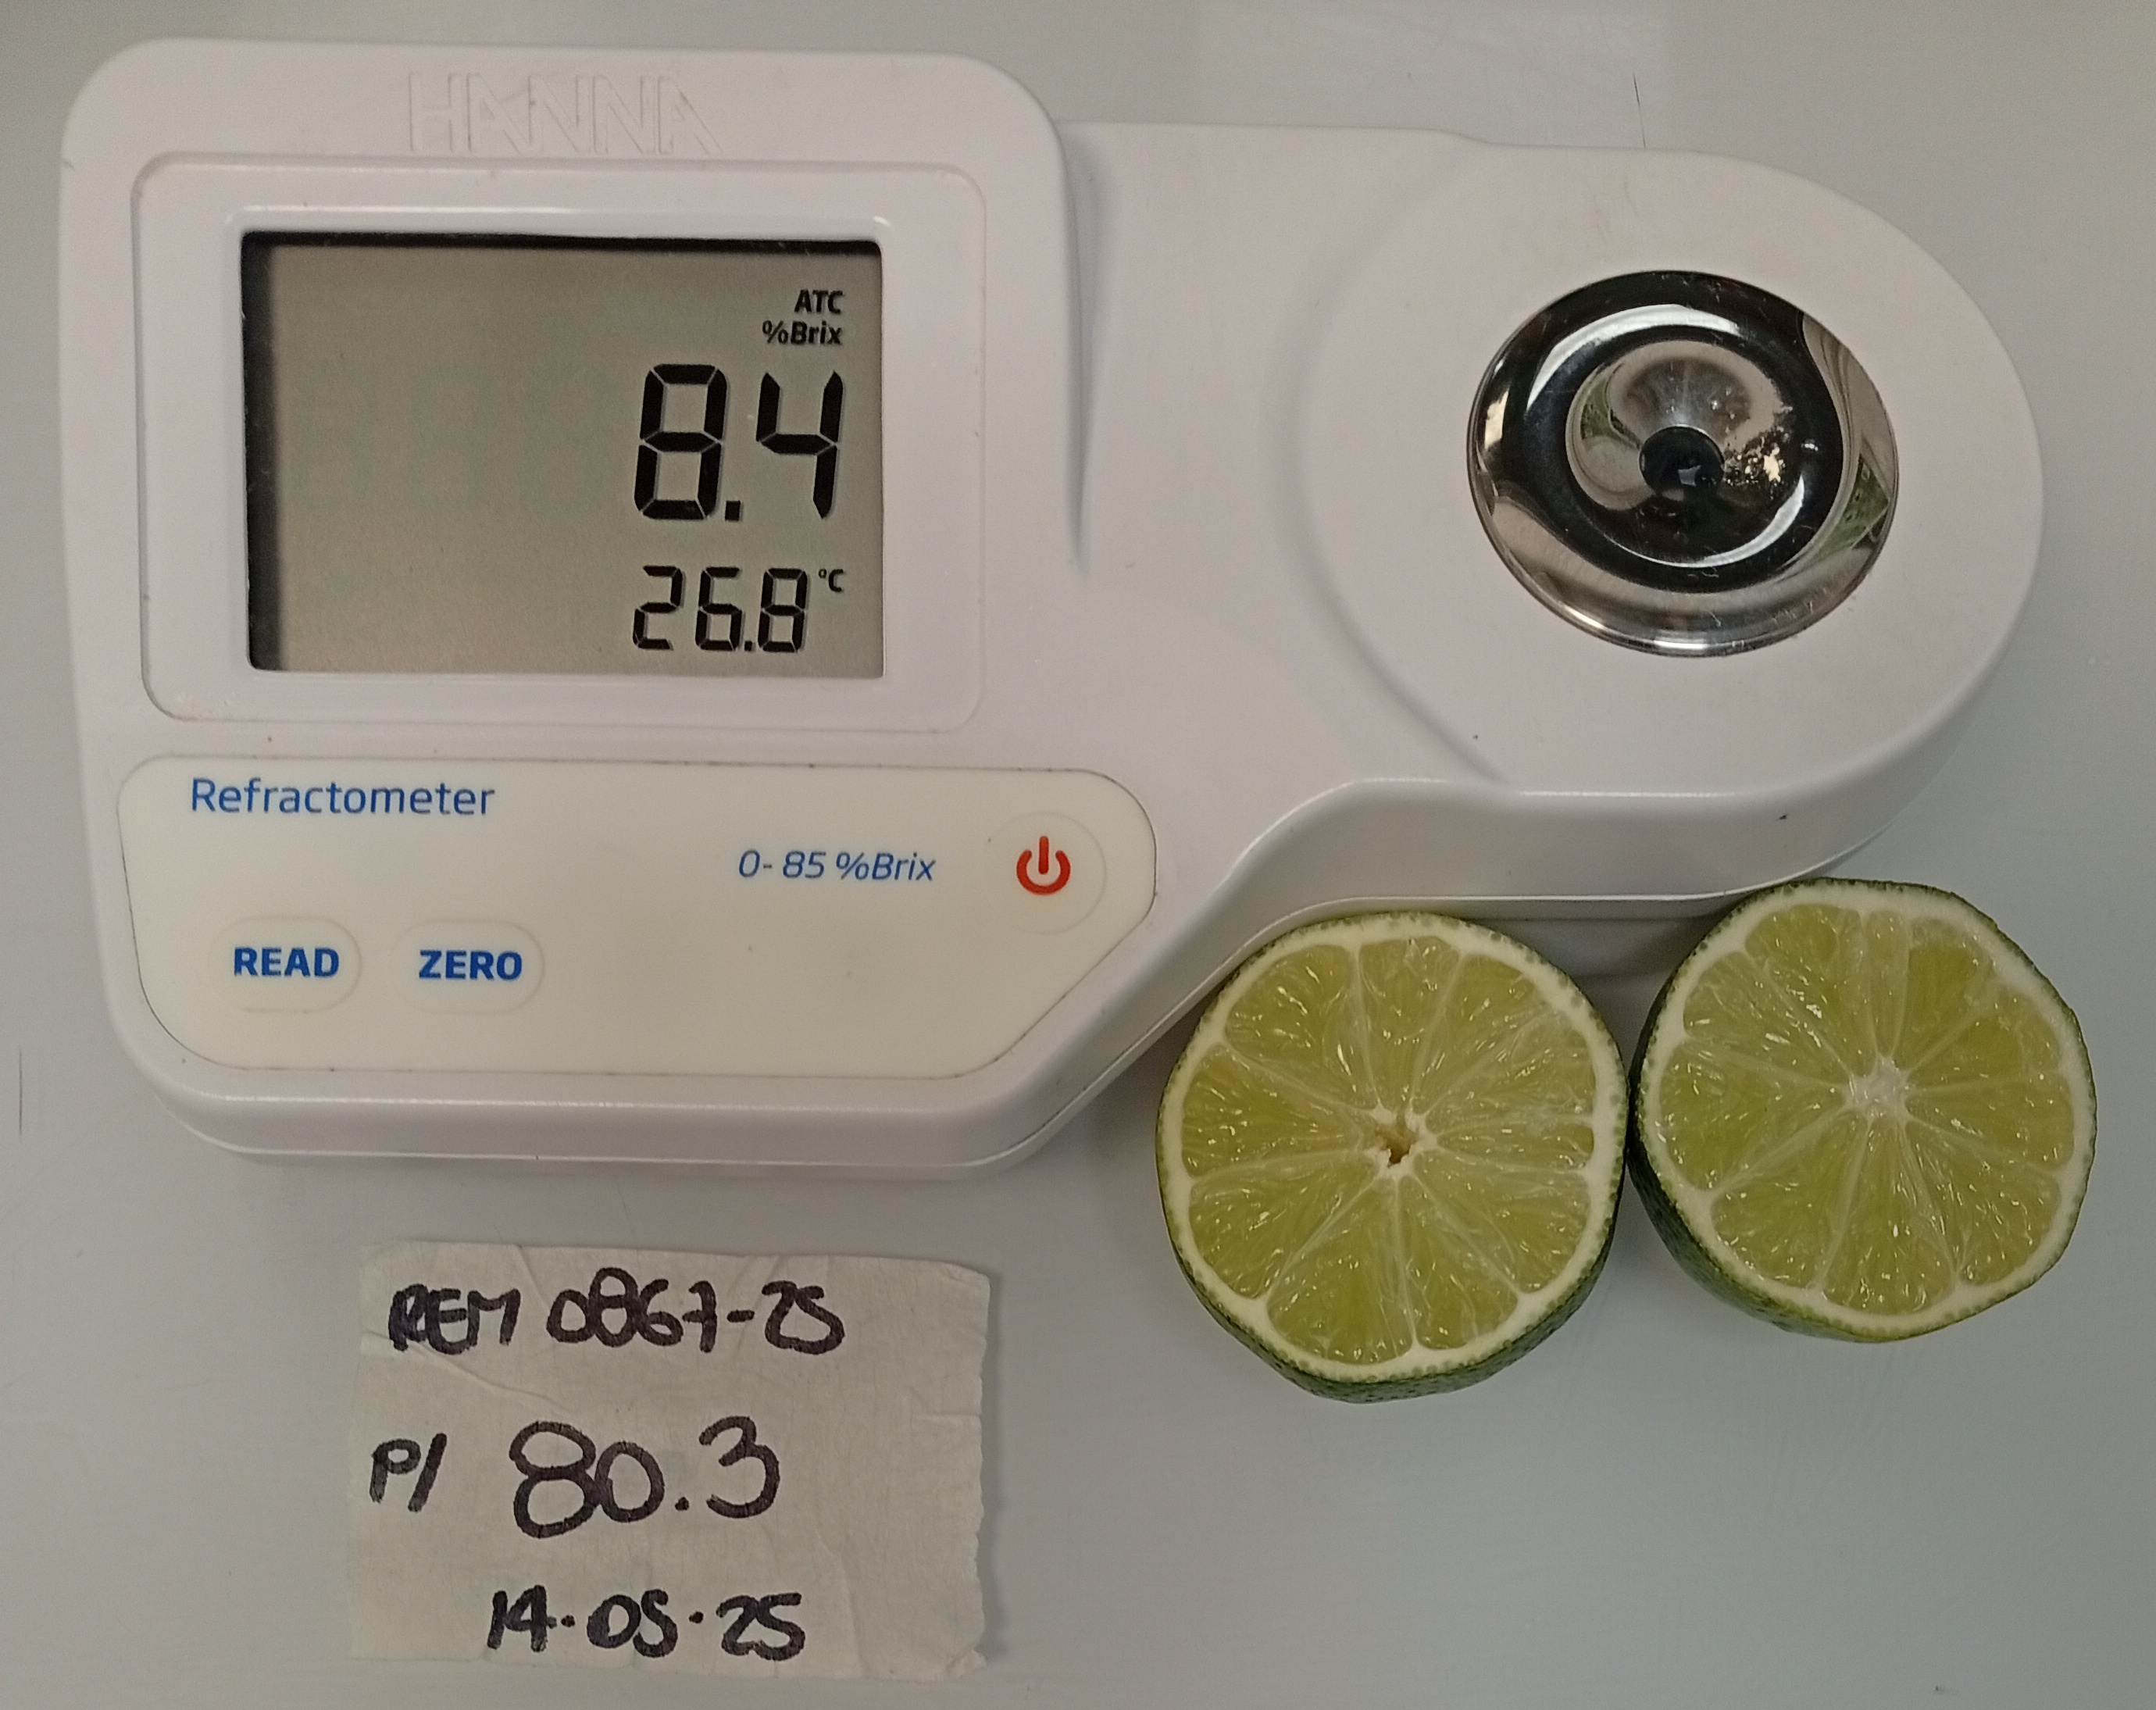 HANNA
ATC
%Brix
8.4
26.8 °C
Refractometer
0- 85 %Brix
READ ZERO
REM 0867-25
P/ 80.3
14.05.25